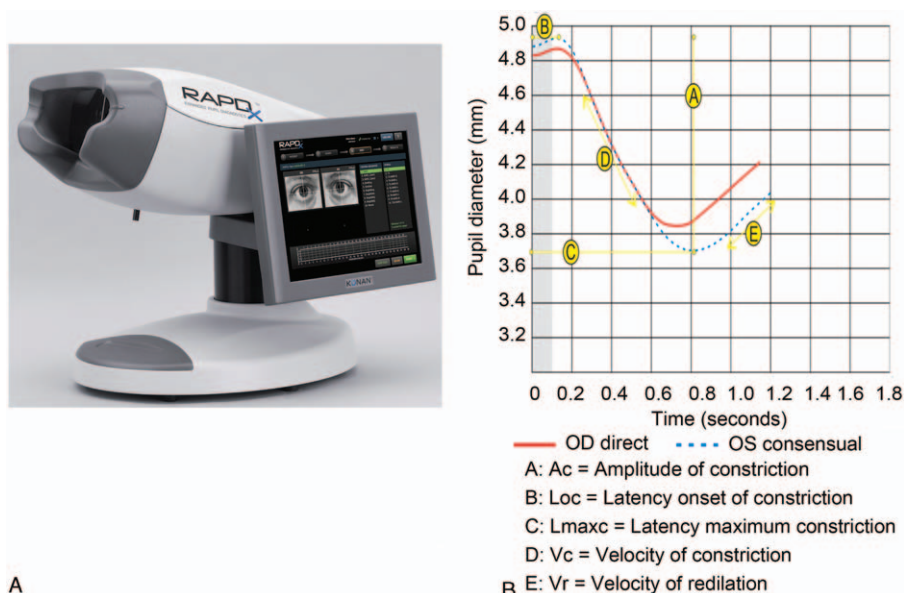 RAPDx
RAPDx
KONAN
A
5.0
4.8
4.6
4.4
4.2
4.0
3.8
3.6
3.4
3.2
Pupil diameter (mm)
B
A
D
C
E
0 0.2 0.4 0.6 0.8 1.0 1.2 1.4 1.6 1.8
Time (seconds)
OD direct OS consensual
A: Ac = Amplitude of constriction
B: Loc = Latency onset of constriction
C: Lmaxc = Latency maximum constriction
D: Vc = Velocity of constriction
E: Vr = Velocity of redilation
B